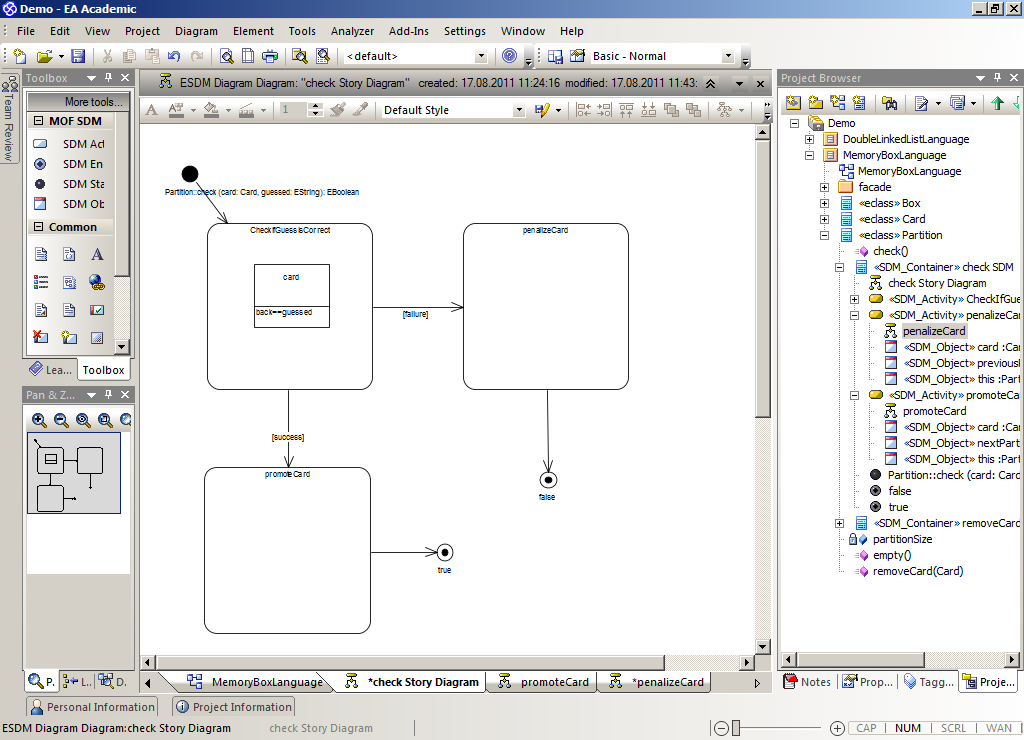 Demo - EA Academic
File Edit View Project Diagram Element Tools Analyzer Add-Ins Settings Window Help
<default> Basic - Normal
Team Review
Toolbox
More tools...
MOF SDM
SDM Act
SDM En
SDM Sta
SDM Ob
Common
A
Lea... Toolbox
Pan & Z...
P. L.. D.
ESDM Diagram Diagram: "check Story Diagram" created: 17.08.2011 11:24:16 modified: 17.08.2011 11:43:
A 1 Default Style
Partition::check (card: Card, guessed: EString): EBoolean
CheckIfGuessIsCorrect
card
back==guessed
[failure]
penalizeCard
[success]
promoteCard
false
true
MemoryBoxLanguage *check Story Diagram promoteCard *penalizeCard
Project Browser
Demo
DoubleLinkedListLanguage
MemoryBoxLanguage
MemoryBoxLanguage
facade
«eclass» Box
«eclass» Card
«eclass» Partition
check()
«SDM_Container» check SDM
check Story Diagram
«SDM_Activity» CheckIfGue
«SDM_Activity» penalizeCar
penalizeCard
«SDM_Object» card :Car
«SDM_Object» previousI
«SDM_Object» this :Part
«SDM_Activity» promoteCa
promoteCard
«SDM_Object» card :Car
«SDM_Object» nextParti
«SDM_Object» this :Part
Partition::check (card: Card
false
true
«SDM_Container» removeCard
partitionSize
empty()
removeCard(Card)
Notes Prop... Tagg... Proje...
Personal Information Project Information
ESDM Diagram Diagram:check Story Diagram check Story Diagram CAP NUM SCRL WAN